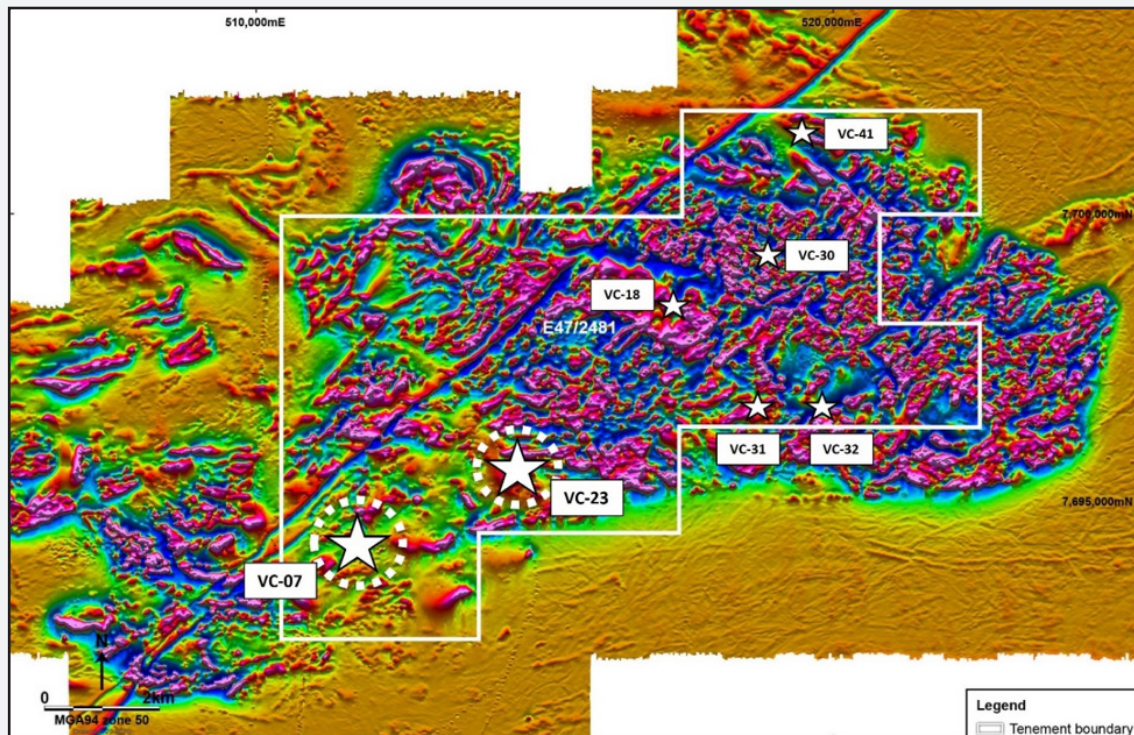 510,000mE
520,000mE
VC-41
7,700,000mN
VC-30
VC-18
E47/2481
VC-31
VC-32
VC-23
7,695,000mN
VC-07
N
0 2km
MGA94 zone 50
Legend
Tenement boundary